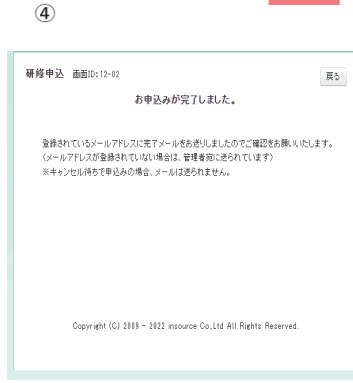 ④
研修申込 画面ID:12-02
戻る
お申込みが完了しました。
登録されているメールアドレスに完了メールをお送りしましたのでご確認をお願いいたします。
(メールアドレスが登録されていない場合は、管理者宛に送られています)
※キャンセル待ちで申込みの場合、メールは送られません。
Copyright (C) 2009 - 2022 insource Co,Ltd All Rights Reserved.